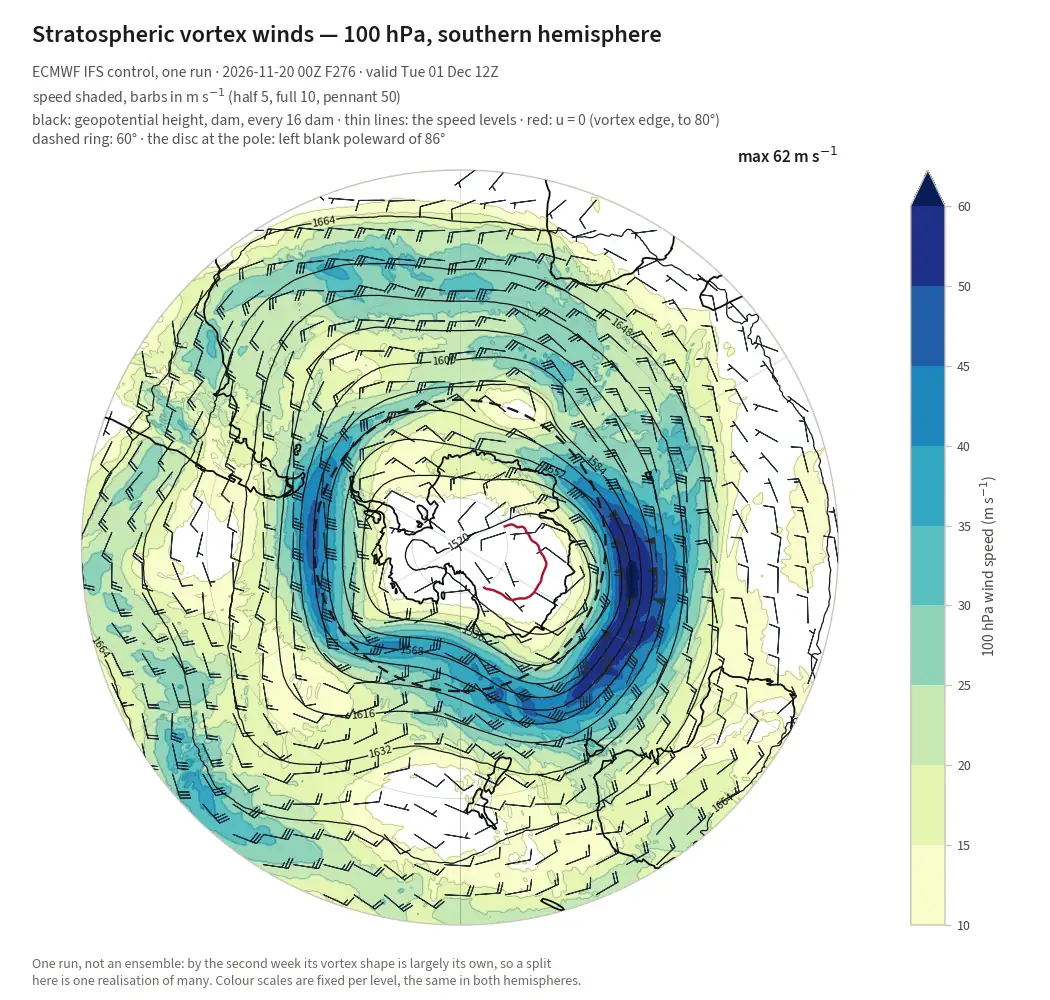 Stratospheric vortex winds — 100 hPa, southern hemisphere
ECMWF IFS control, one run · 2026-11-20 00Z F276 · valid Tue 01 Dec 12Z
speed shaded, barbs in m s⁻¹ (half 5, full 10, pennant 50)
black: geopotential height, dam, every 16 dam · thin lines: the speed levels · red: u = 0 (vortex edge, to 80°)
dashed ring: 60° · the disc at the pole: left blank poleward of 86°
max 62 m s⁻¹
1664
1648
1584
1520
1568
1616
1632
1664
1664
60
50
45
40
35
30
25
20
15
10
100 hPa wind speed (m s⁻¹)
One run, not an ensemble: by the second week its vortex shape is largely its own, so a split
here is one realisation of many. Colour scales are fixed per level, the same in both hemispheres.